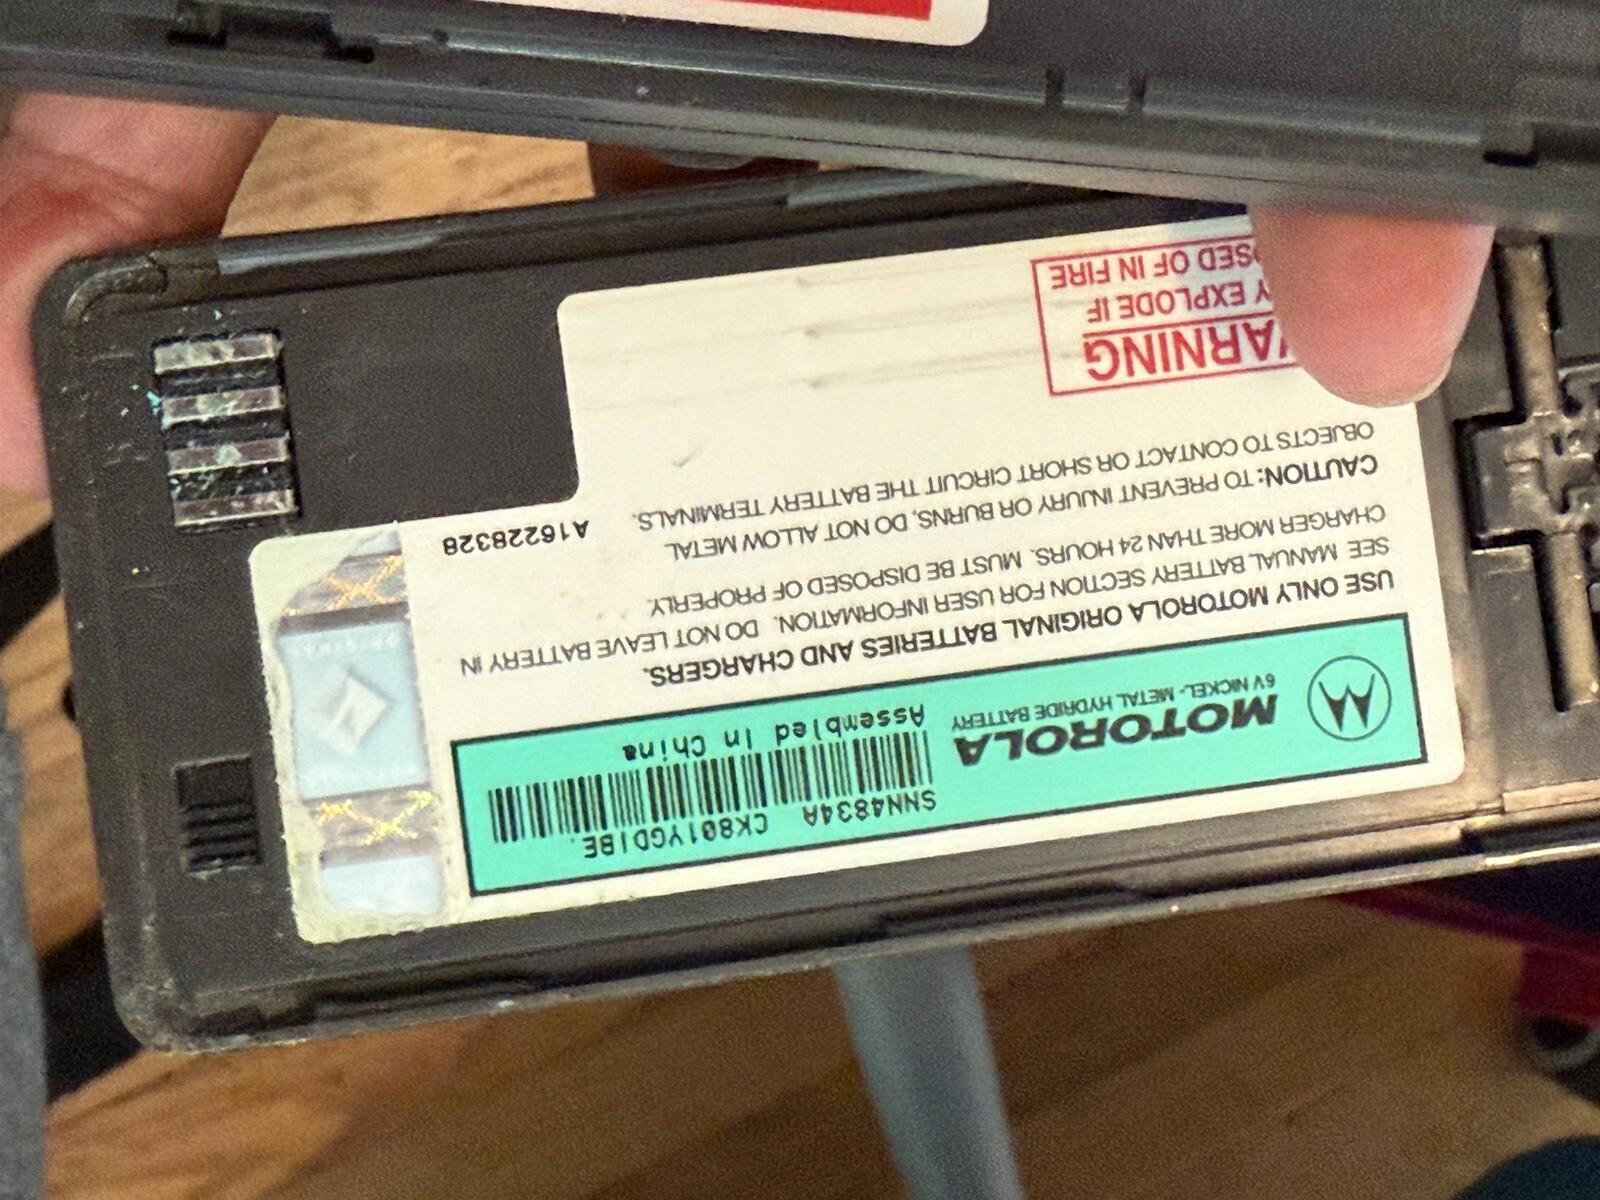 SNN4834A CK801YGD1BE
Assembled in China
MOTOROLA
6V NICKEL-METAL HYDRIDE BATTERY
USE ONLY MOTOROLA ORIGINAL BATTERIES AND CHARGERS.
SEE MANUAL BATTERY SECTION FOR USER INFORMATION. DO NOT LEAVE BATTERY IN
CHARGER MORE THAN 24 HOURS. MUST BE DISPOSED OF PROPERLY.
CAUTION: TO PREVENT INJURY OR BURNS, DO NOT ALLOW METAL
OBJECTS TO CONTACT OR SHORT CIRCUIT THE BATTERY TERMINALS.
A16228328
EXPLODE IF
OF IN FIRE